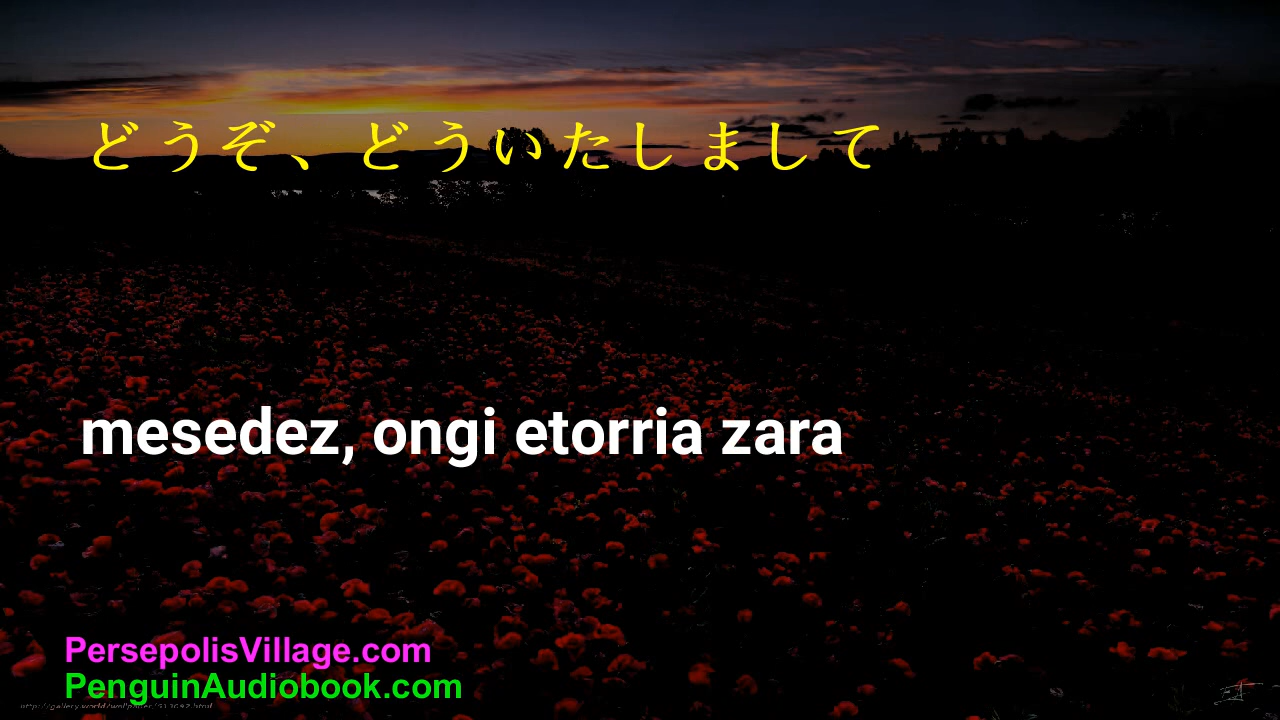 どうぞ、どういたしまして
mesedez, ongi etorria zara
PersepolisVillage.com
PenguinAudiobook.com